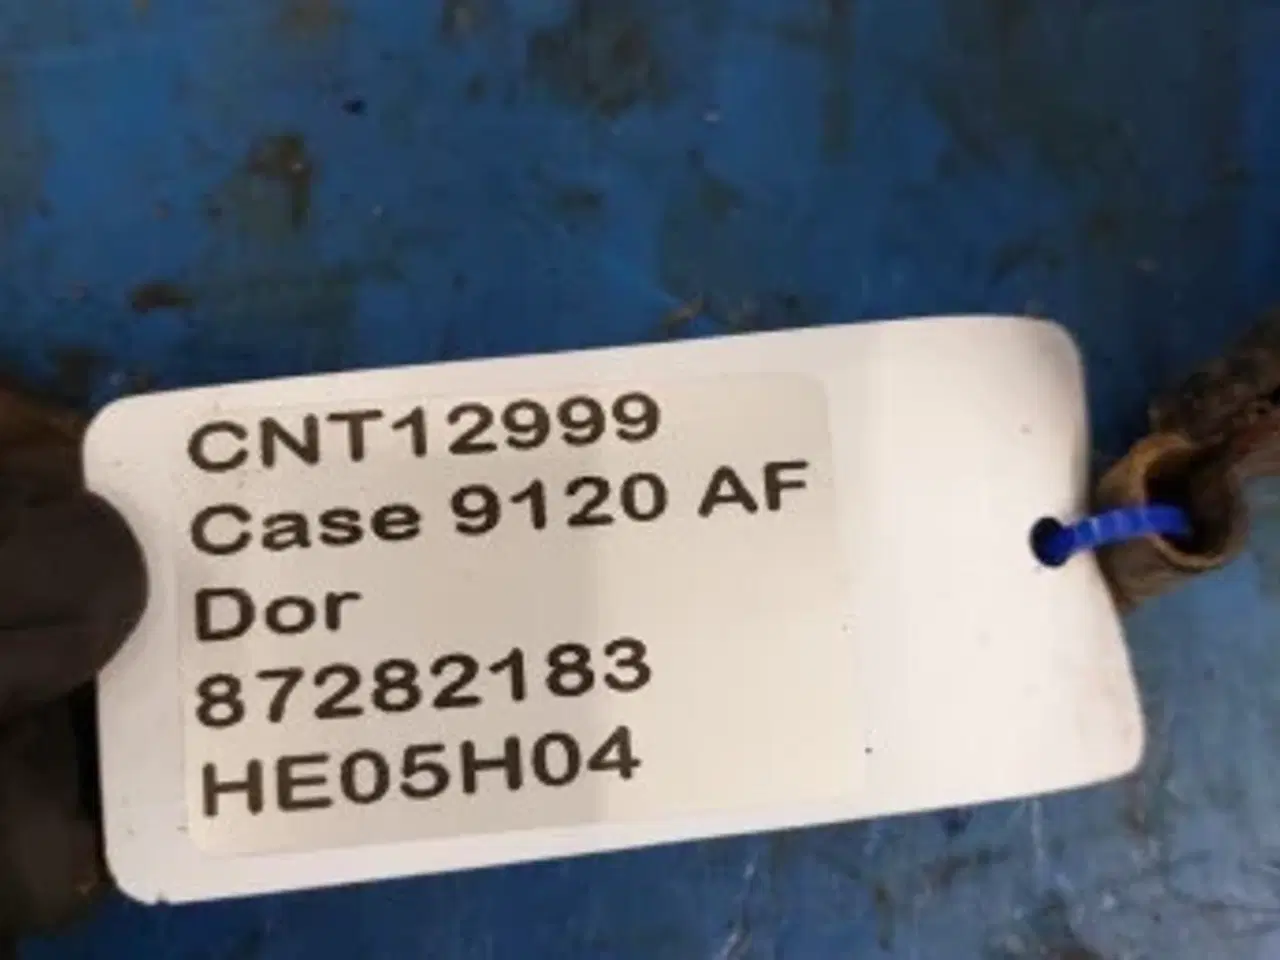 CNT12999
Case 9120 AF
Dor
87282183
HE05H04